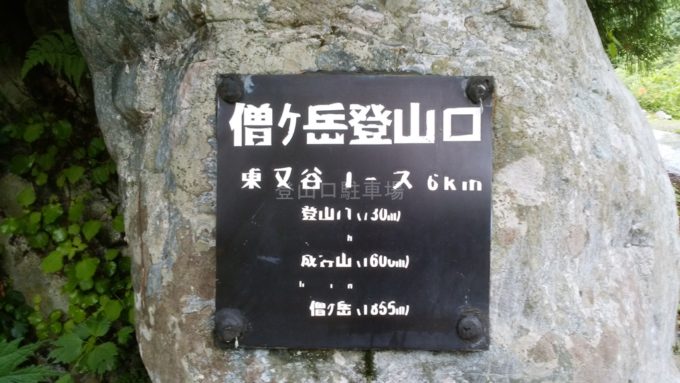 僧ヶ岳登山口
東又谷コース 6km
登山口駐車場
登山口(730m)
成谷山(1600m)
僧ヶ岳(1855m)